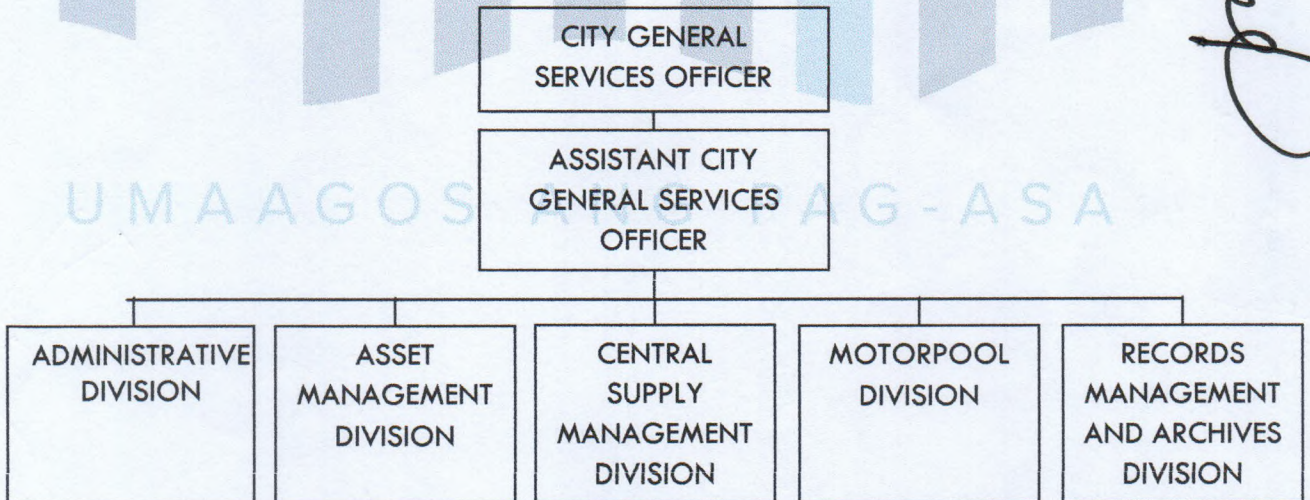 CITY GENERAL
SERVICES OFFICER
ASSISTANT CITY
GENERAL SERVICES
OFFICER
UMAAGOS ANG PAG-ASA
ADMINISTRATIVE
DIVISION
ASSET
MANAGEMENT
DIVISION
CENTRAL
SUPPLY
MANAGEMENT
DIVISION
MOTORPOOL
DIVISION
RECORDS
MANAGEMENT
AND ARCHIVES
DIVISION